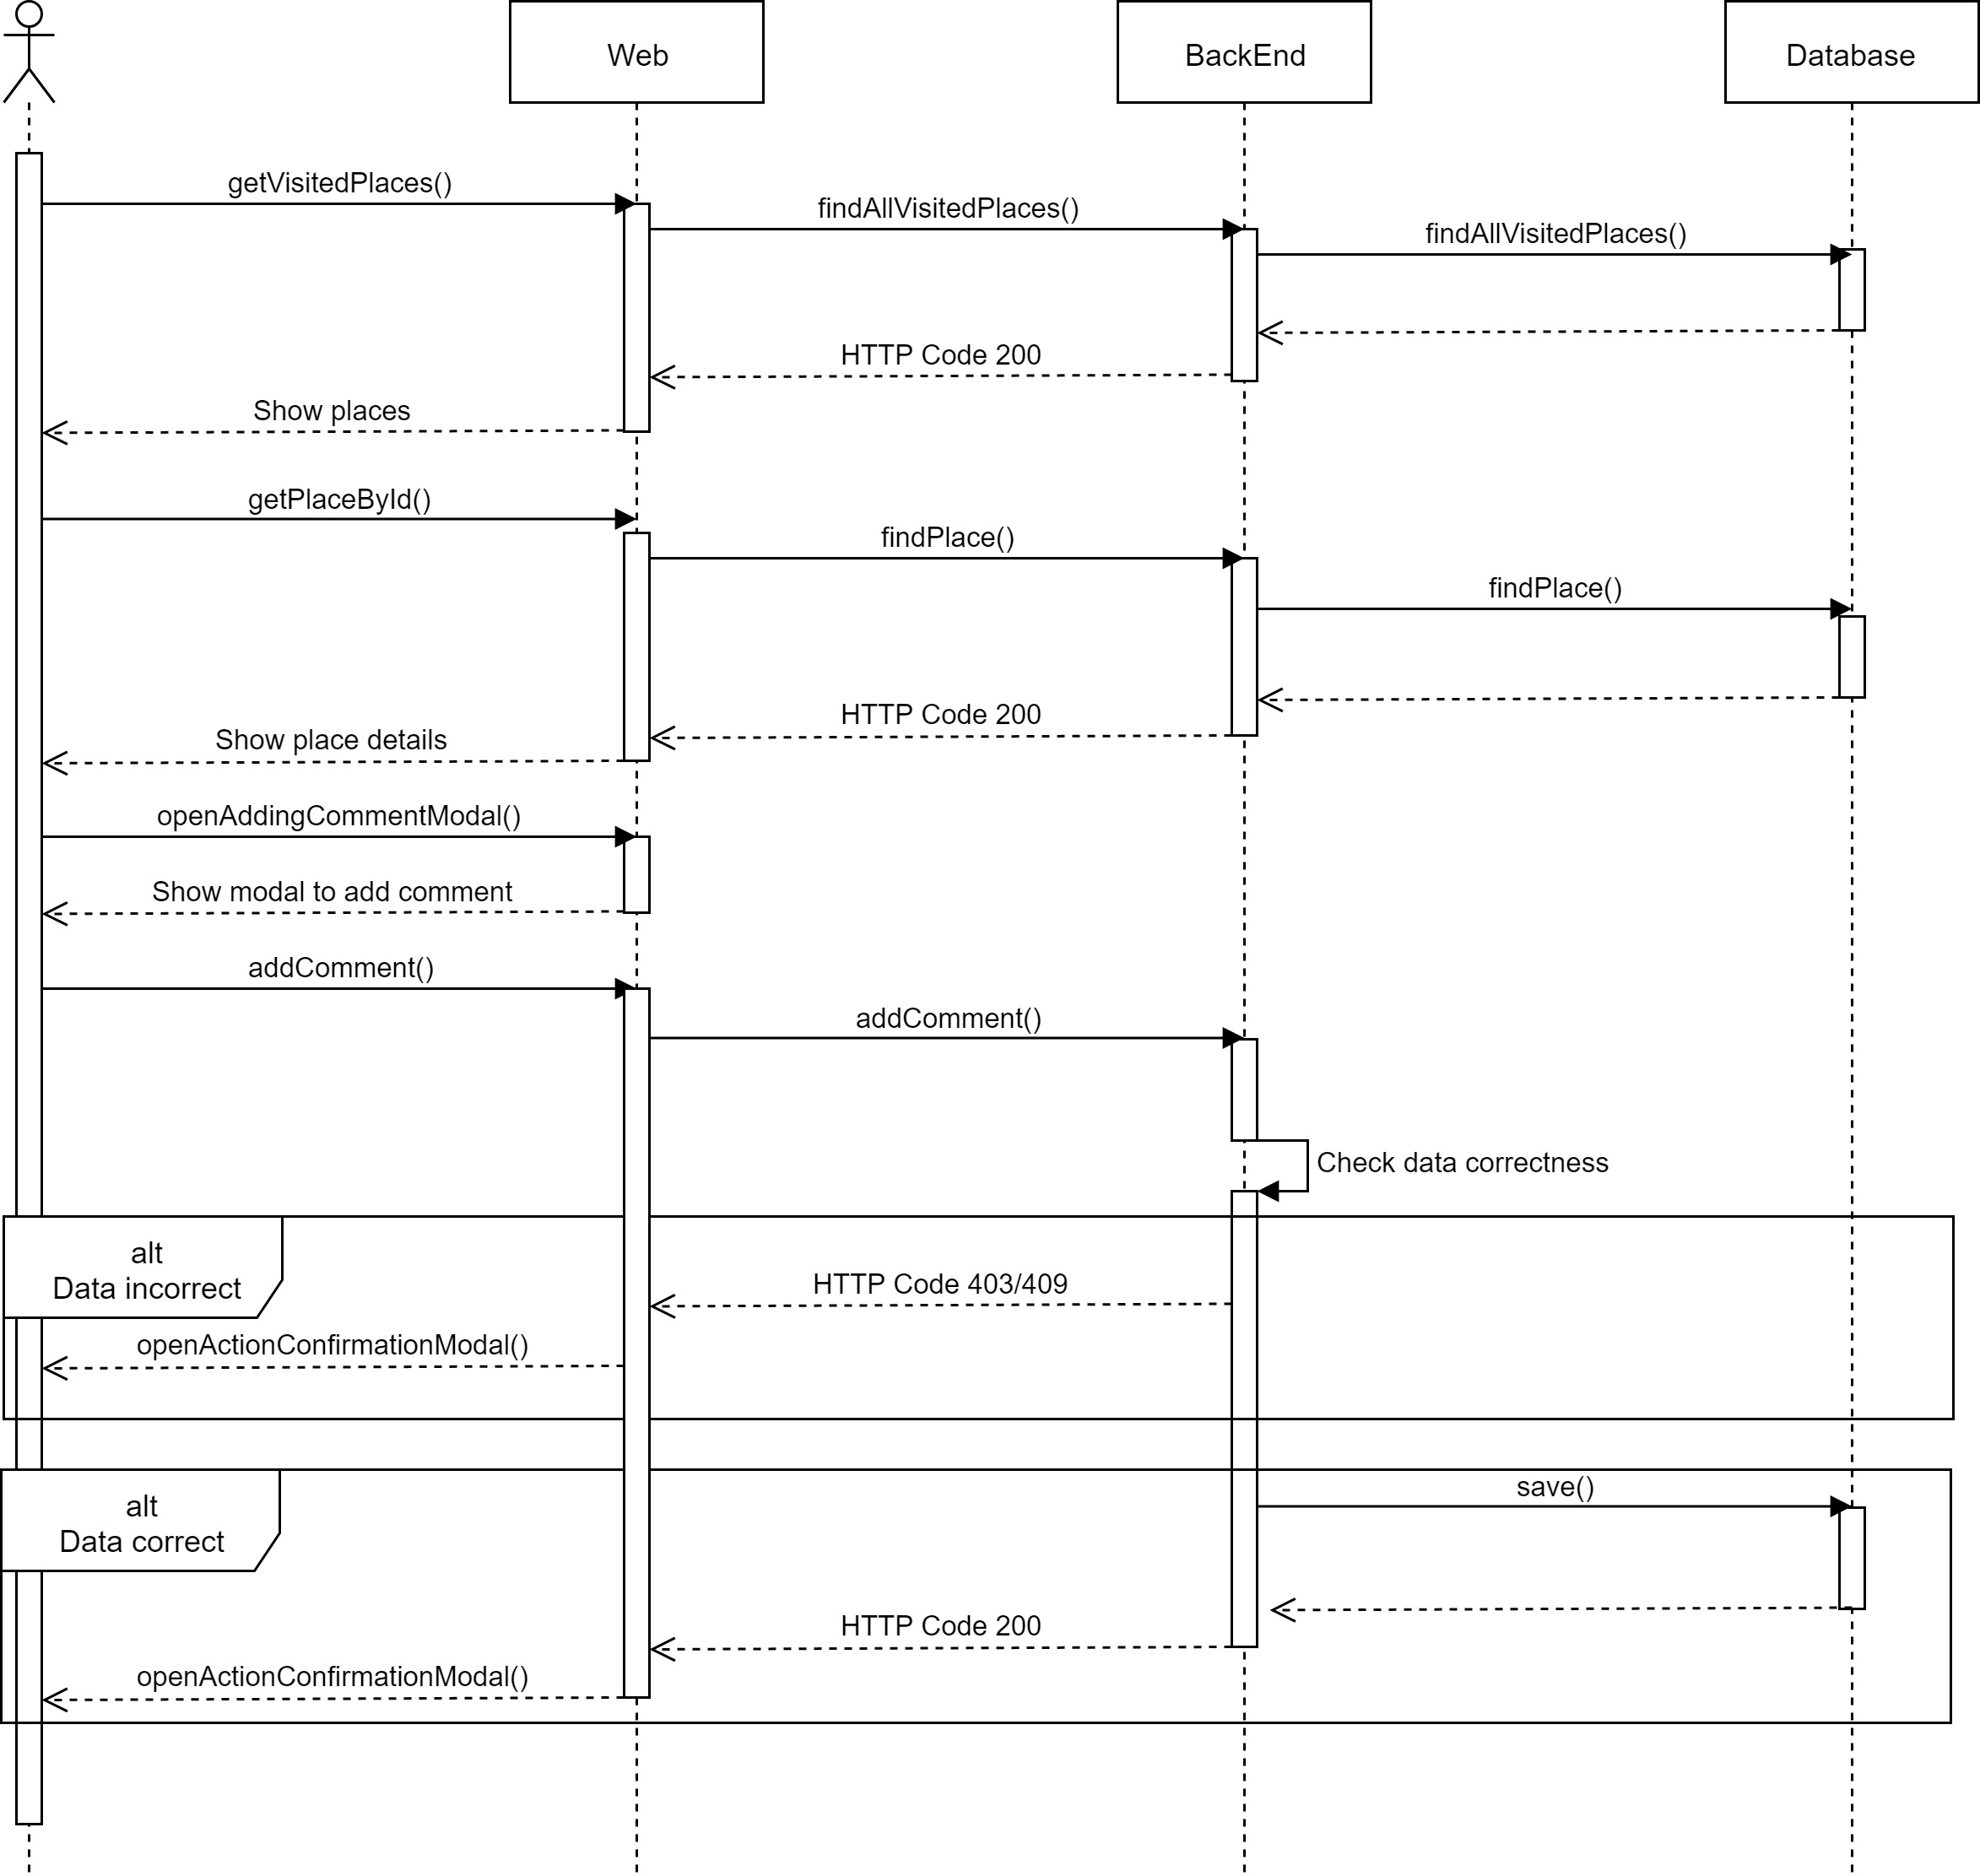 Web
BackEnd
Database
getVisitedPlaces()
findAllVisitedPlaces()
findAllVisitedPlaces()
HTTP Code 200
Show places
getPlaceById()
findPlace()
findPlace()
HTTP Code 200
Show place details
openAddingCommentModal()
Show modal to add comment
addComment()
addComment()
Check data correctness
alt
Data incorrect
HTTP Code 403/409
openActionConfirmationModal()
alt
Data correct
save()
HTTP Code 200
openActionConfirmationModal()